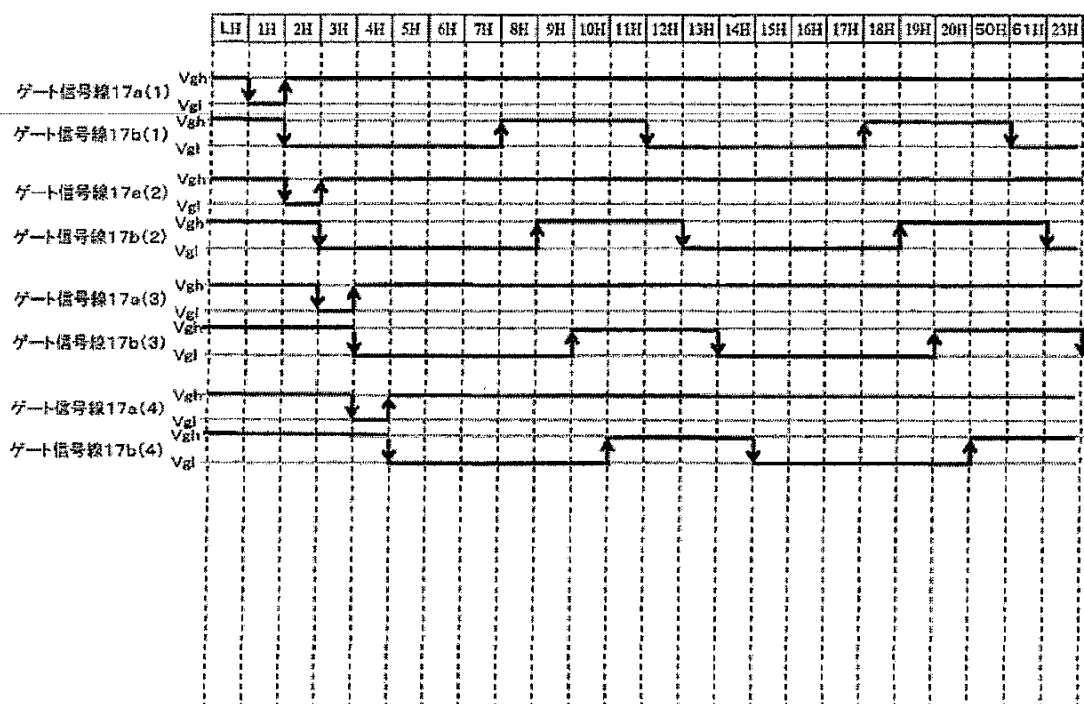 L.H 1H 2H 3H 4H 5H 6H 7H 8H 9H 10H 11H 12H 13H 14H 15H 16H 17H 18H 19H 20H 50H 61H 23H
Vgh
ゲート信号線17a(1)
Vgl
Vgh
ゲート信号線17b(1)
Vgl
Vgh
ゲート信号線17a(2)
Vgl
Vgh
ゲート信号線17b(2)
Vgl
Vgh
ゲート信号線17a(3)
Vgl
Vgh
ゲート信号線17b(3)
Vgl
Vgh
ゲート信号線17a(4)
Vgl
Vgh
ゲート信号線17b(4)
Vgl